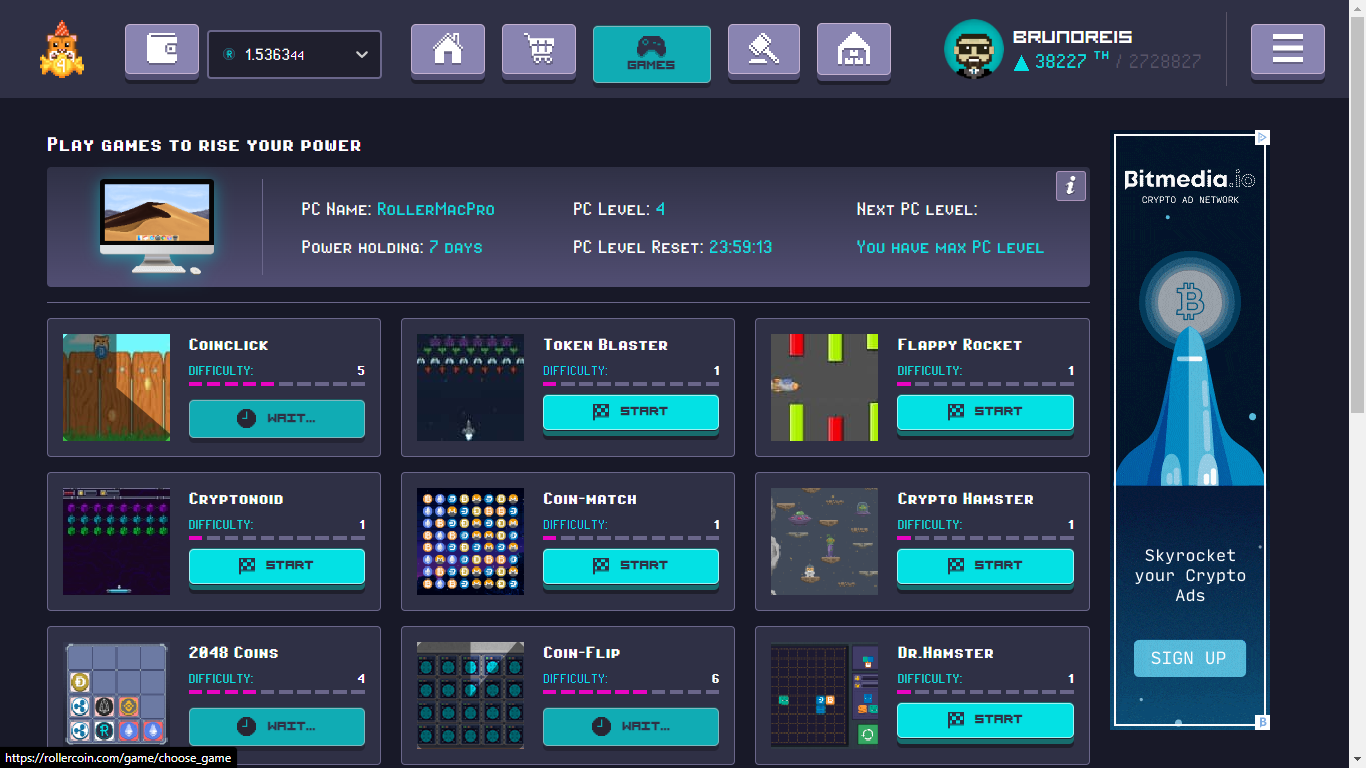 1.536344
GAMES
BRUNOREIS
38227 TH / 2728827
Play games to rise your power
PC Name: RollerMacPro
PC Level: 4
Next PC level:
Power holding: 7 days
PC Level Reset: 23:59:13
You have max PC level
i
Coinclick
DIFFICULTY: 5
WAIT...
Token Blaster
DIFFICULTY: 1
START
Flappy Rocket
DIFFICULTY: 1
START
Cryptonoid
DIFFICULTY: 1
START
Coin-match
DIFFICULTY: 1
START
Crypto Hamster
DIFFICULTY: 1
START
2048 Coins
DIFFICULTY: 4
WAIT...
Coin-Flip
DIFFICULTY: 6
WAIT...
Dr.Hamster
DIFFICULTY: 1
START
Bitmedia.io
CRYPTO AD NETWORK
Skyrocket
your Crypto
Ads
SIGN UP
https://rollercoin.com/game/choose_game